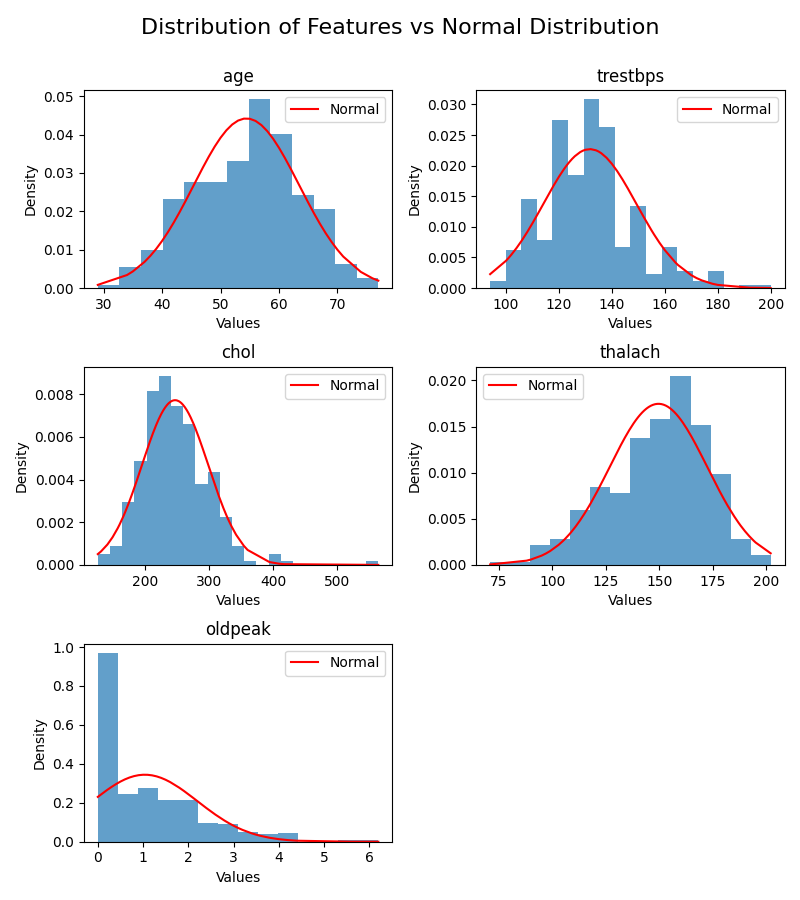 Distribution of Features vs Normal Distribution
age
Normal
0.05
0.04
0.03
0.02
0.01
0.00
Density
30 40 50 60 70
Values
trestbps
Normal
0.030
0.025
0.020
0.015
0.010
0.005
0.000
Density
100 120 140 160 180 200
Values
chol
Normal
0.008
0.006
0.004
0.002
0.000
Density
200 300 400 500
Values
thalach
Normal
0.020
0.015
0.010
0.005
0.000
Density
75 100 125 150 175 200
Values
oldpeak
Normal
1.0
0.8
0.6
0.4
0.2
0.0
Density
0 1 2 3 4 5 6
Values